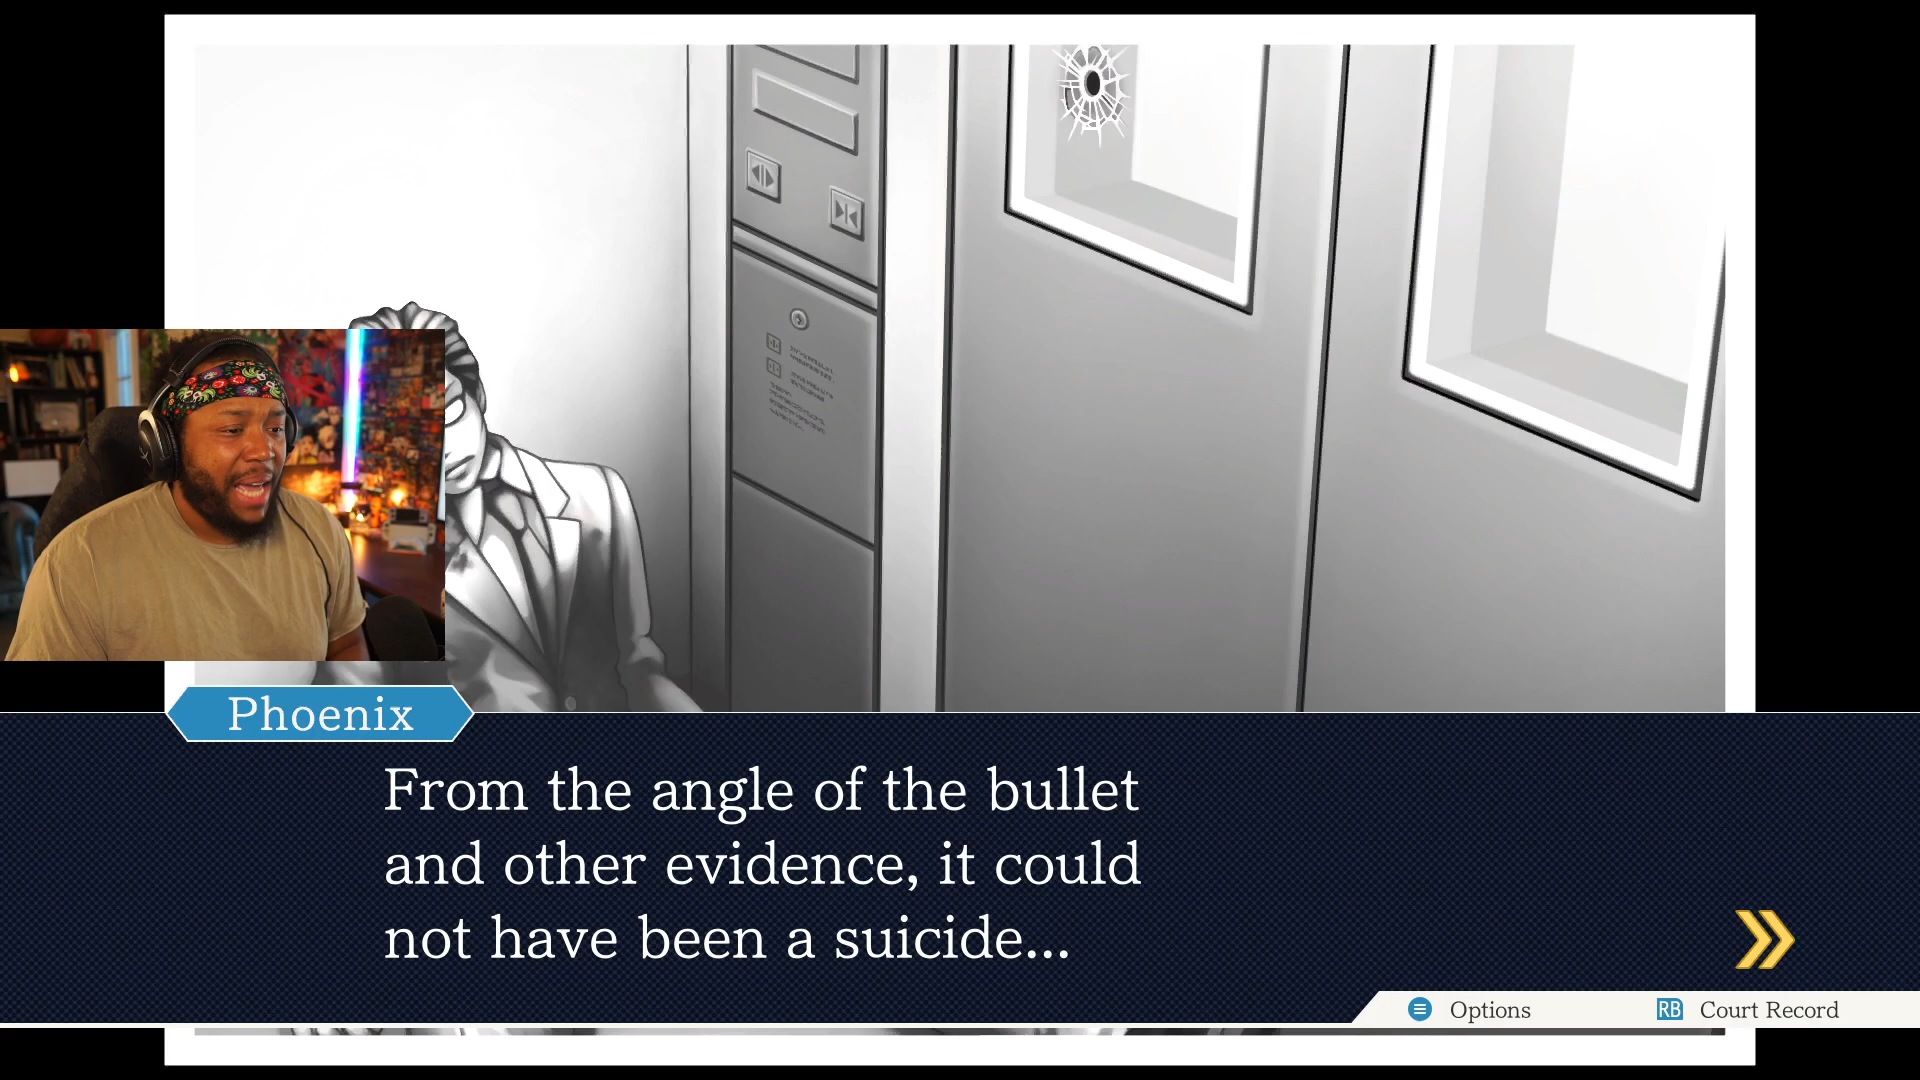 Phoenix
From the angle of the bullet
and other evidence, it could
not have been a suicide...
Options
RB Court Record